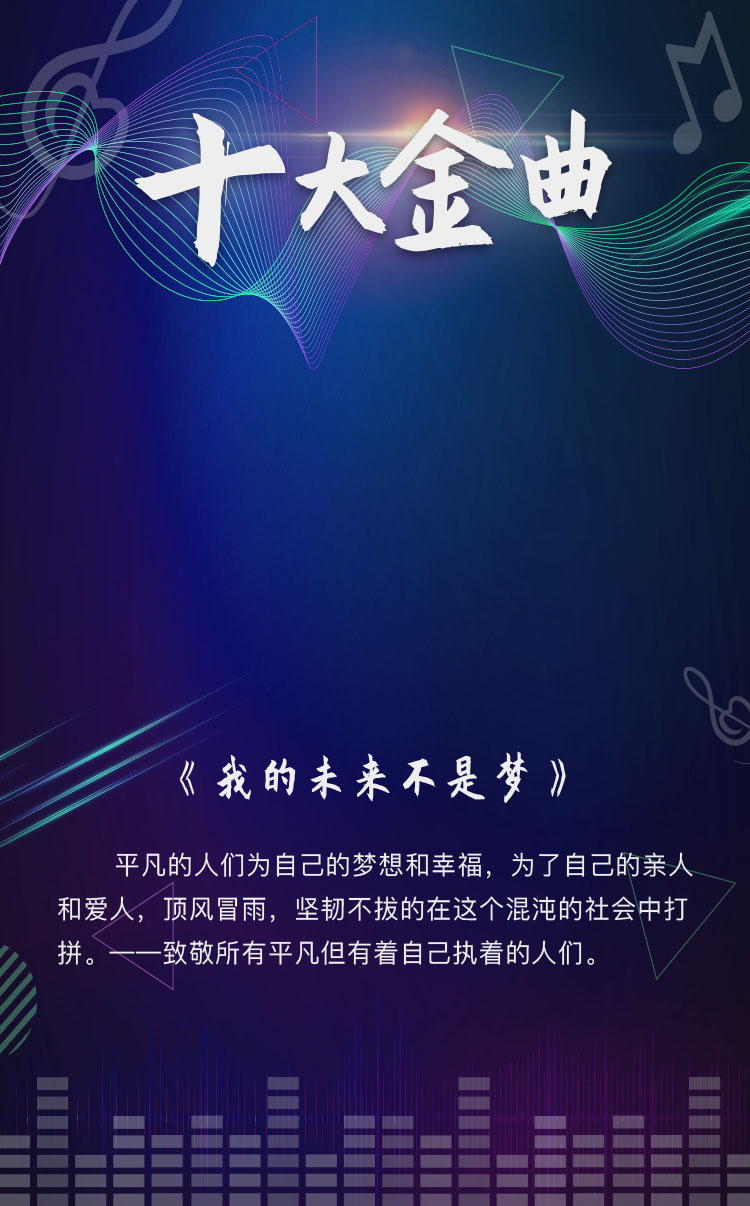 十大金曲
《我的未来不是梦》
平凡的人们为自己的梦想和幸福，为了自己的亲人
和爱人，顶风冒雨，坚韧不拔的在这个混沌的社会中打
拼。——致敬所有平凡但有着自己执着的人们。